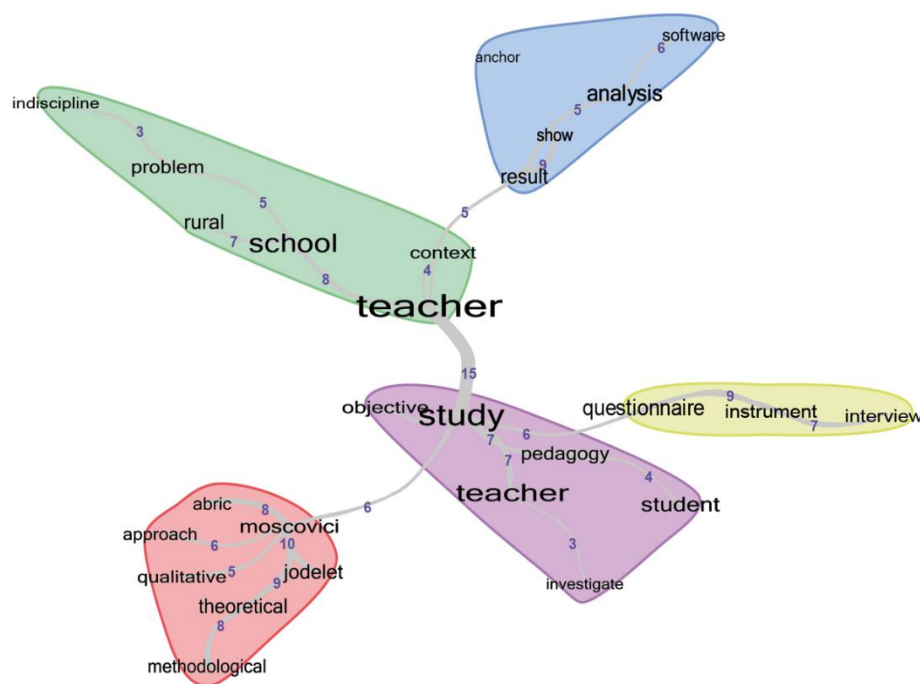 software
6
anchor
analysis
5
show
9
result
indiscipline
3
problem
5
rural
7
school
8
5
context
4
teacher
15
objective
study
7
6
7
pedagogy
teacher
4
student
3
investigate
questionnaire
9
instrument
7
interview
6
abric
8
moscovici
approach
6
10
qualitative
5
jodelet
9
theoretical
8
methodological